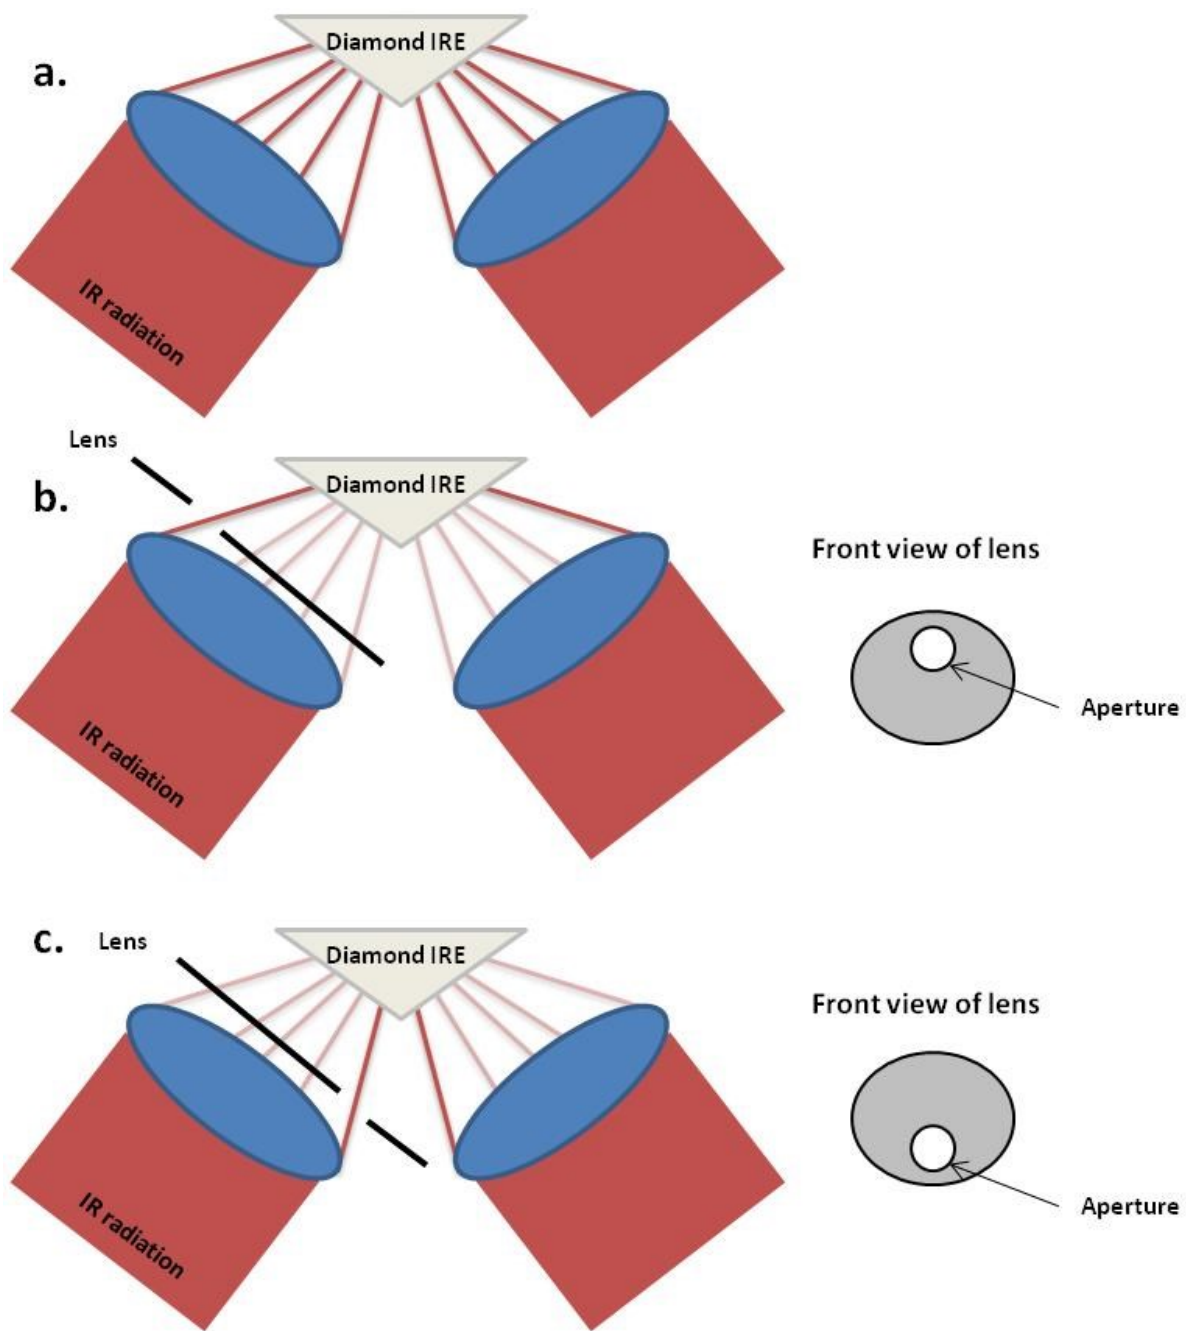 a.
Diamond IRE
IR radiation
Lens
b.
Diamond IRE
IR radiation
Front view of lens
Aperture
c.
Lens
Diamond IRE
IR radiation
Front view of lens
Aperture